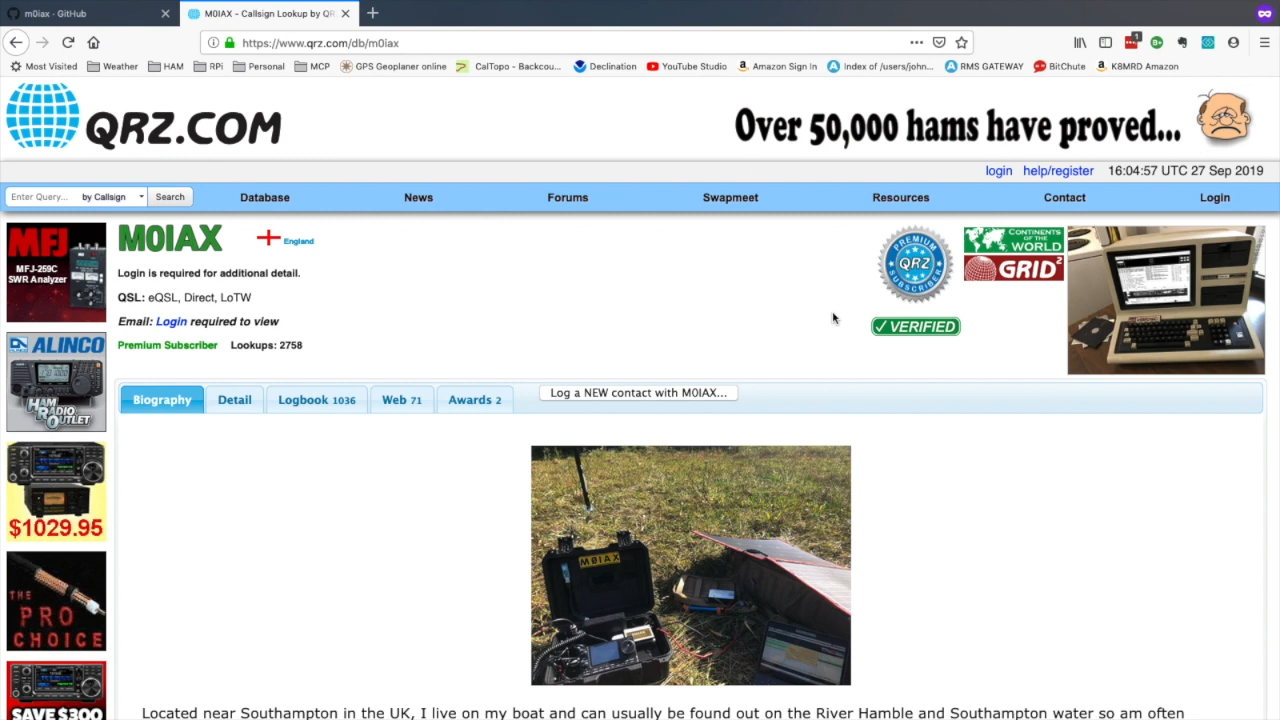 m0iax · GitHub
M0IAX - Callsign Lookup by QR
https://www.qrz.com/db/m0iax
1
Most Visited
Weather
HAM
RPi
Personal
MCP
GPS Geoplaner online
CalTopo - Backcou...
Declination
YouTube Studio
Amazon Sign In
Index of /users/john...
RMS GATEWAY
BitChute
K8MRD Amazon
QRZ.COM
Over 50,000 hams have proved...
login help/register 16:04:57 UTC 27 Sep 2019
Enter Query... by Callsign Search
Database
News
Forums
Swapmeet
Resources
Contact
Login
MFJ
MFJ-259C
SWR Analyzer
M0IAX
England
Login is required for additional detail.
QSL: eQSL, Direct, LoTW
Email: Login required to view
Premium Subscriber Lookups: 2758
PREMIUM
QRZ
SUBSCRIBER
VERIFIED
CONTINENTS
OF THE
WORLD
GRID²
ALINCO
HAM
RADIO
OUTLET
Biography
Detail
Logbook 1036
Web 71
Awards 2
Log a NEW contact with M0IAX...
M0IAX
$1029.95
THE
PRO
CHOICE
SAVE $300
Located near Southampton in the UK, I live on my boat and can usually be found out on the River Hamble and Southampton water so am often